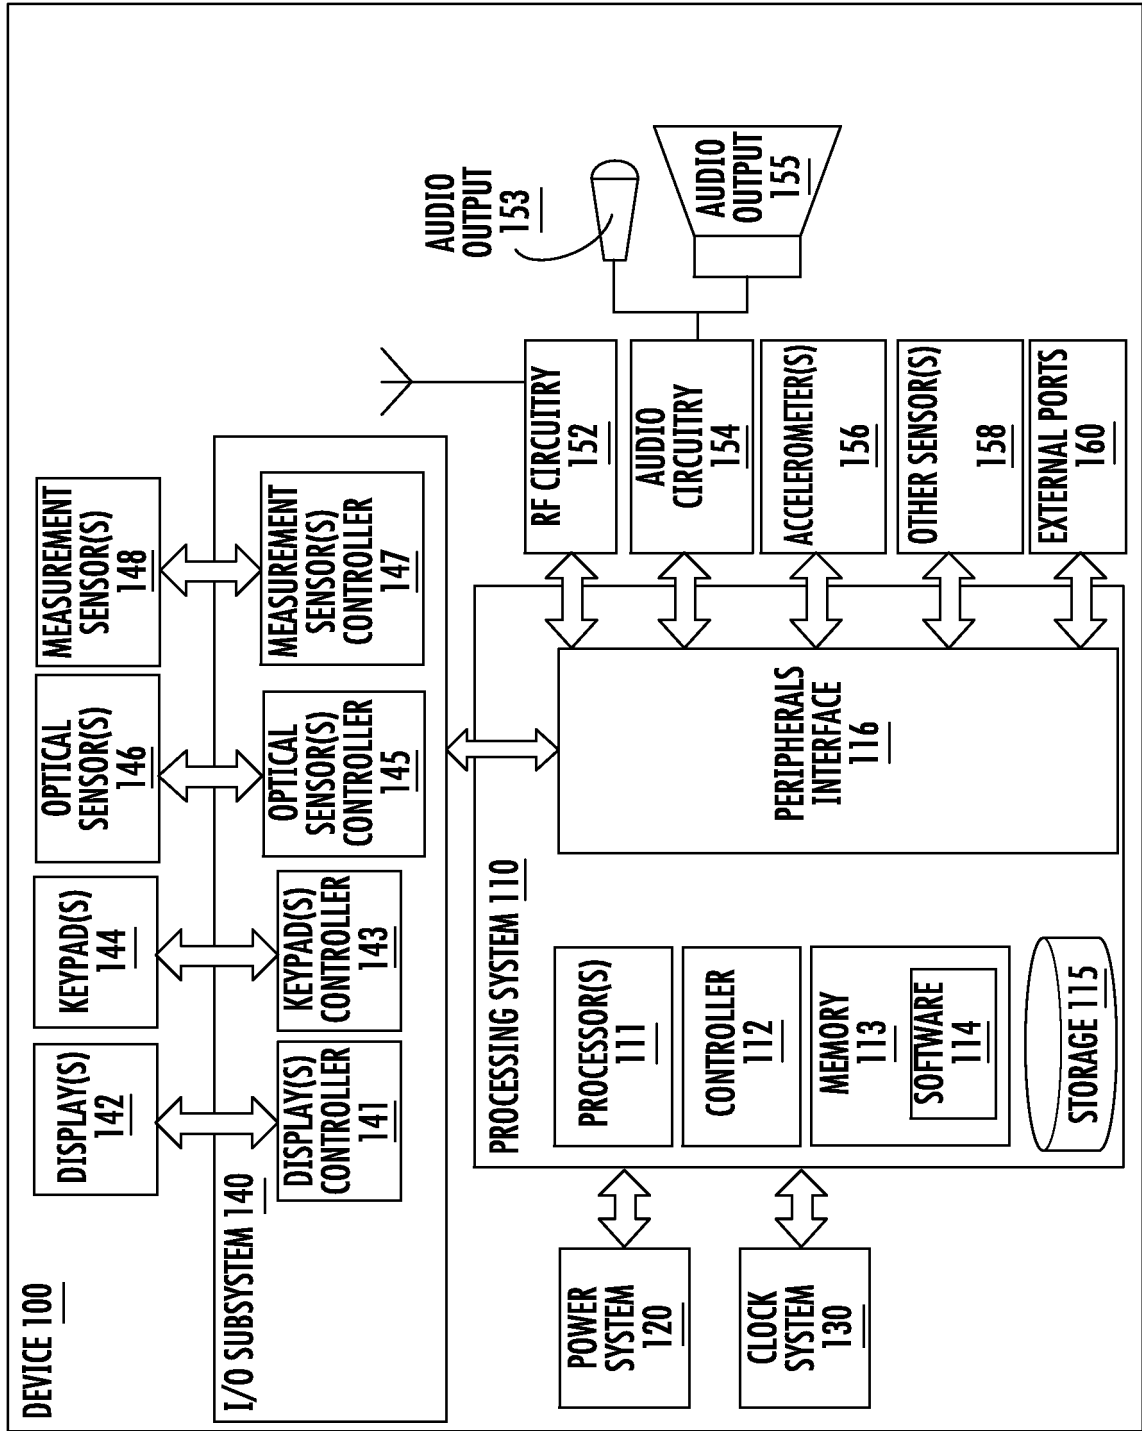 DEVICE 100
DISPLAY(S)
142
KEYPAD(S)
144
OPTICAL
SENSOR(S)
146
MEASUREMENT
SENSOR(S)
148
I/O SUBSYSTEM 140
DISPLAY(S)
CONTROLLER
141
KEYPAD(S)
CONTROLLER
143
OPTICAL
SENSOR(S)
CONTROLLER
145
MEASUREMENT
SENSOR(S)
CONTROLLER
147
POWER
SYSTEM
120
CLOCK
SYSTEM
130
PROCESSING SYSTEM 110
PROCESSOR(S)
111
CONTROLLER
112
MEMORY
113
SOFTWARE
114
STORAGE 115
PERIPHERALS
INTERFACE
116
RF CIRCUITRY
152
AUDIO
CIRCUITRY
154
ACCELEROMETER(S)
156
OTHER SENSOR(S)
158
EXTERNAL PORTS
160
AUDIO
OUTPUT
153
AUDIO
OUTPUT
155